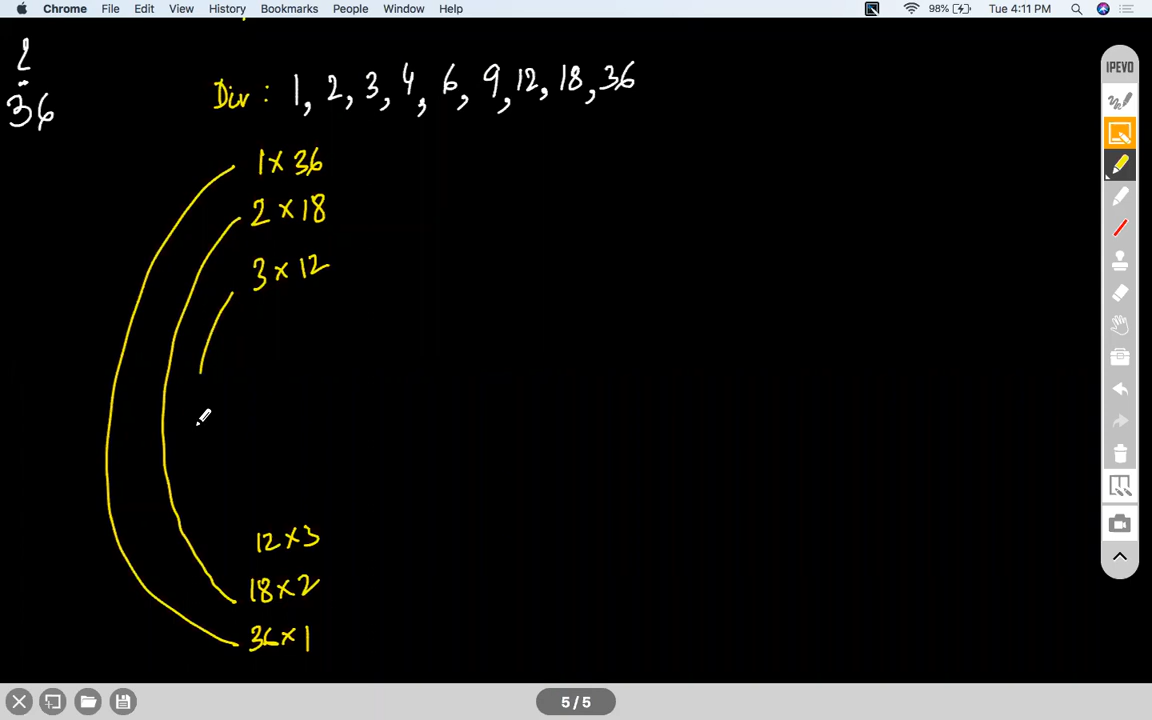 Chrome File Edit View History Bookmarks People Window Help
98% Tue 4:11 PM
IPEVO
36
Div : 1, 2, 3, 4, 6, 9, 12, 18, 36
1 × 36
2 × 18
3 × 12
12 × 3
18 × 2
36 × 1
5 / 5